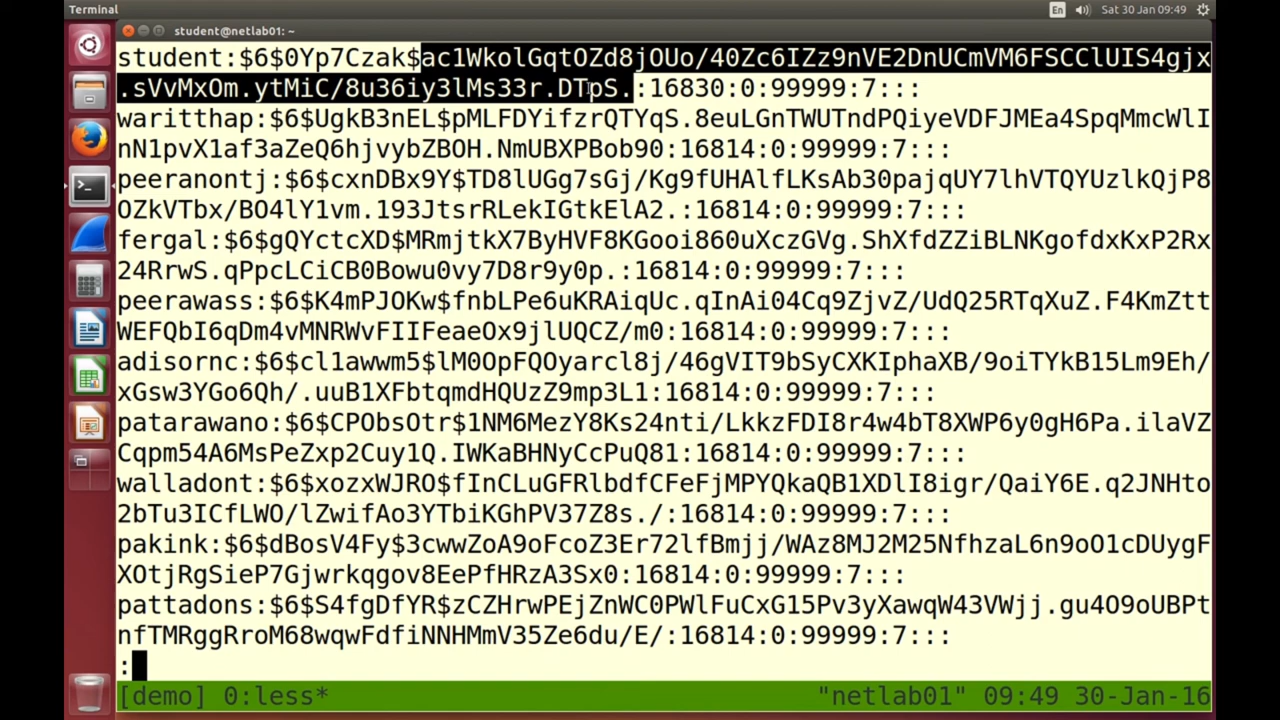 Terminal
En
Sat 30 Jan 09:49
student@netlab01: ~
student:$6$0Yp7Czak$ac1WkolGqtOZd8jOUo/40Zc6IZz9nVE2DnUCmVM6FSCClUIS4gjx
.sVvMxOm.ytMiC/8u36iy3lMs33r.DTpS.:16830:0:99999:7:::
waritthap:$6$UgkB3nEL$pMLFDYifzrQTYqS.8euLGnTWUTndPQiyeVDFJMEa4SpqMmcWlI
nN1pvX1af3aZeQ6hjvybZBOH.NmUBXPBob90:16814:0:99999:7:::
peeranontj:$6$cxnDBx9Y$TD8lUGg7sGj/Kg9fUHAlfLKsAb30pajqUY7lhVTQYUzlkQjP8
OZkVTbx/BO4lY1vm.193JtsrRLekIGtkElA2.:16814:0:99999:7:::
fergal:$6$gQYctcXD$MRmjtkX7ByHVF8KGooi860uXczGVg.ShXfdZZiBLNKgofdxKxP2Rx
24RrwS.qPpcLCiCB0Bowu0vy7D8r9y0p.:16814:0:99999:7:::
peerawass:$6$K4mPJOKw$fnbLPe6uKRAiqUc.qInAi04Cq9ZjvZ/UdQ25RTqXuZ.F4KmZtt
WEFQbI6qDm4vMNRWvFIIFeaeOx9jlUQCZ/m0:16814:0:99999:7:::
adisornc:$6$cl1awwm5$lM0OpFQOyarcl8j/46gVIT9bSyCXKIphaXB/9oiTYkB15Lm9Eh/
xGsw3YGo6Qh/.uuB1XFbtqmdHQUzZ9mp3L1:16814:0:99999:7:::
patarawano:$6$CPObsOtr$1NM6MezY8Ks24nti/LkkzFDI8r4w4bT8XWP6y0gH6Pa.ilaVZ
Cqpm54A6MsPeZxp2Cuy1Q.IWKaBHNyCcPuQ81:16814:0:99999:7:::
walladont:$6$xozxWJRO$fInCLuGFRlbdfCFeFjMPYQkaQB1XDlI8igr/QaiY6E.q2JNHto
2bTu3ICfLWO/lZwifAo3YTbiKGhPV37Z8s./:16814:0:99999:7:::
pakink:$6$dBosV4Fy$3cwwZoA9oFcoZ3Er72lfBmjj/WAz8MJ2M25NfhzaL6n9oO1cDUygF
XOtjRgSieP7Gjwrkqgov8EePfHRzA3Sx0:16814:0:99999:7:::
pattadons:$6$S4fgDfYR$zCZHrwPEjZnWC0PWlFuCxG15Pv3yXawqW43VWjj.gu4O9oUBPt
nfTMRggRroM68wqwFdfiNNHMmV35Ze6du/E/:16814:0:99999:7:::
:
[demo] 0:less* "netlab01" 09:49 30-Jan-16